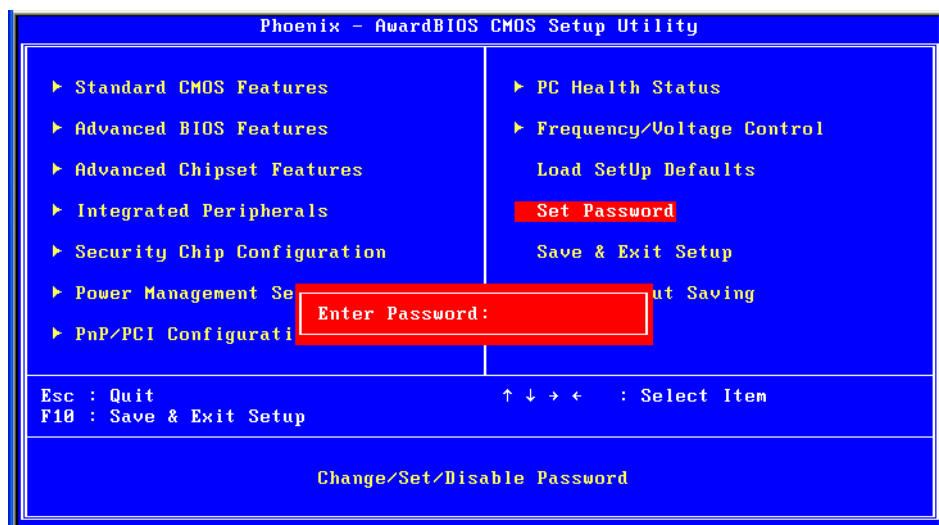 Phoenix - AwardBIOS CMOS Setup Utility
► Standard CMOS Features
► Advanced BIOS Features
► Advanced Chipset Features
► Integrated Peripherals
► Security Chip Configuration
► Power Management Se
► PnP/PCI Configurati
► PC Health Status
► Frequency/Voltage Control
Load SetUp Defaults
Set Password
Save & Exit Setup
ut Saving
Enter Password:
Esc : Quit
F10 : Save & Exit Setup
↑ ↓ → ← : Select Item
Change/Set/Disable Password